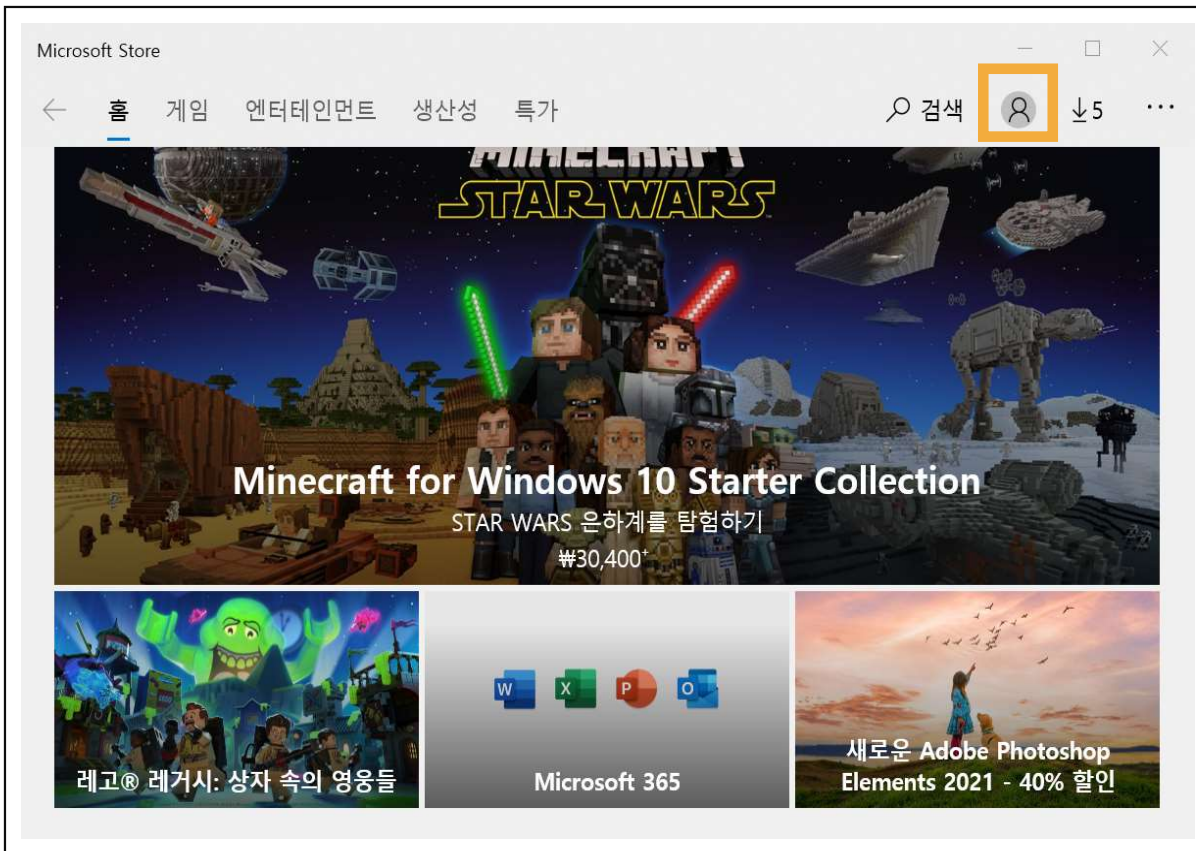 Microsoft Store
홈 게임 엔터테인먼트 생산성 특가 검색 5 ···
MINECRAFT
STAR WARS
Minecraft for Windows 10 Starter Collection
STAR WARS 은하계를 탐험하기
₩30,400+
레고® 레거시: 상자 속의 영웅들
W X P O
Microsoft 365
새로운 Adobe Photoshop
Elements 2021 - 40% 할인